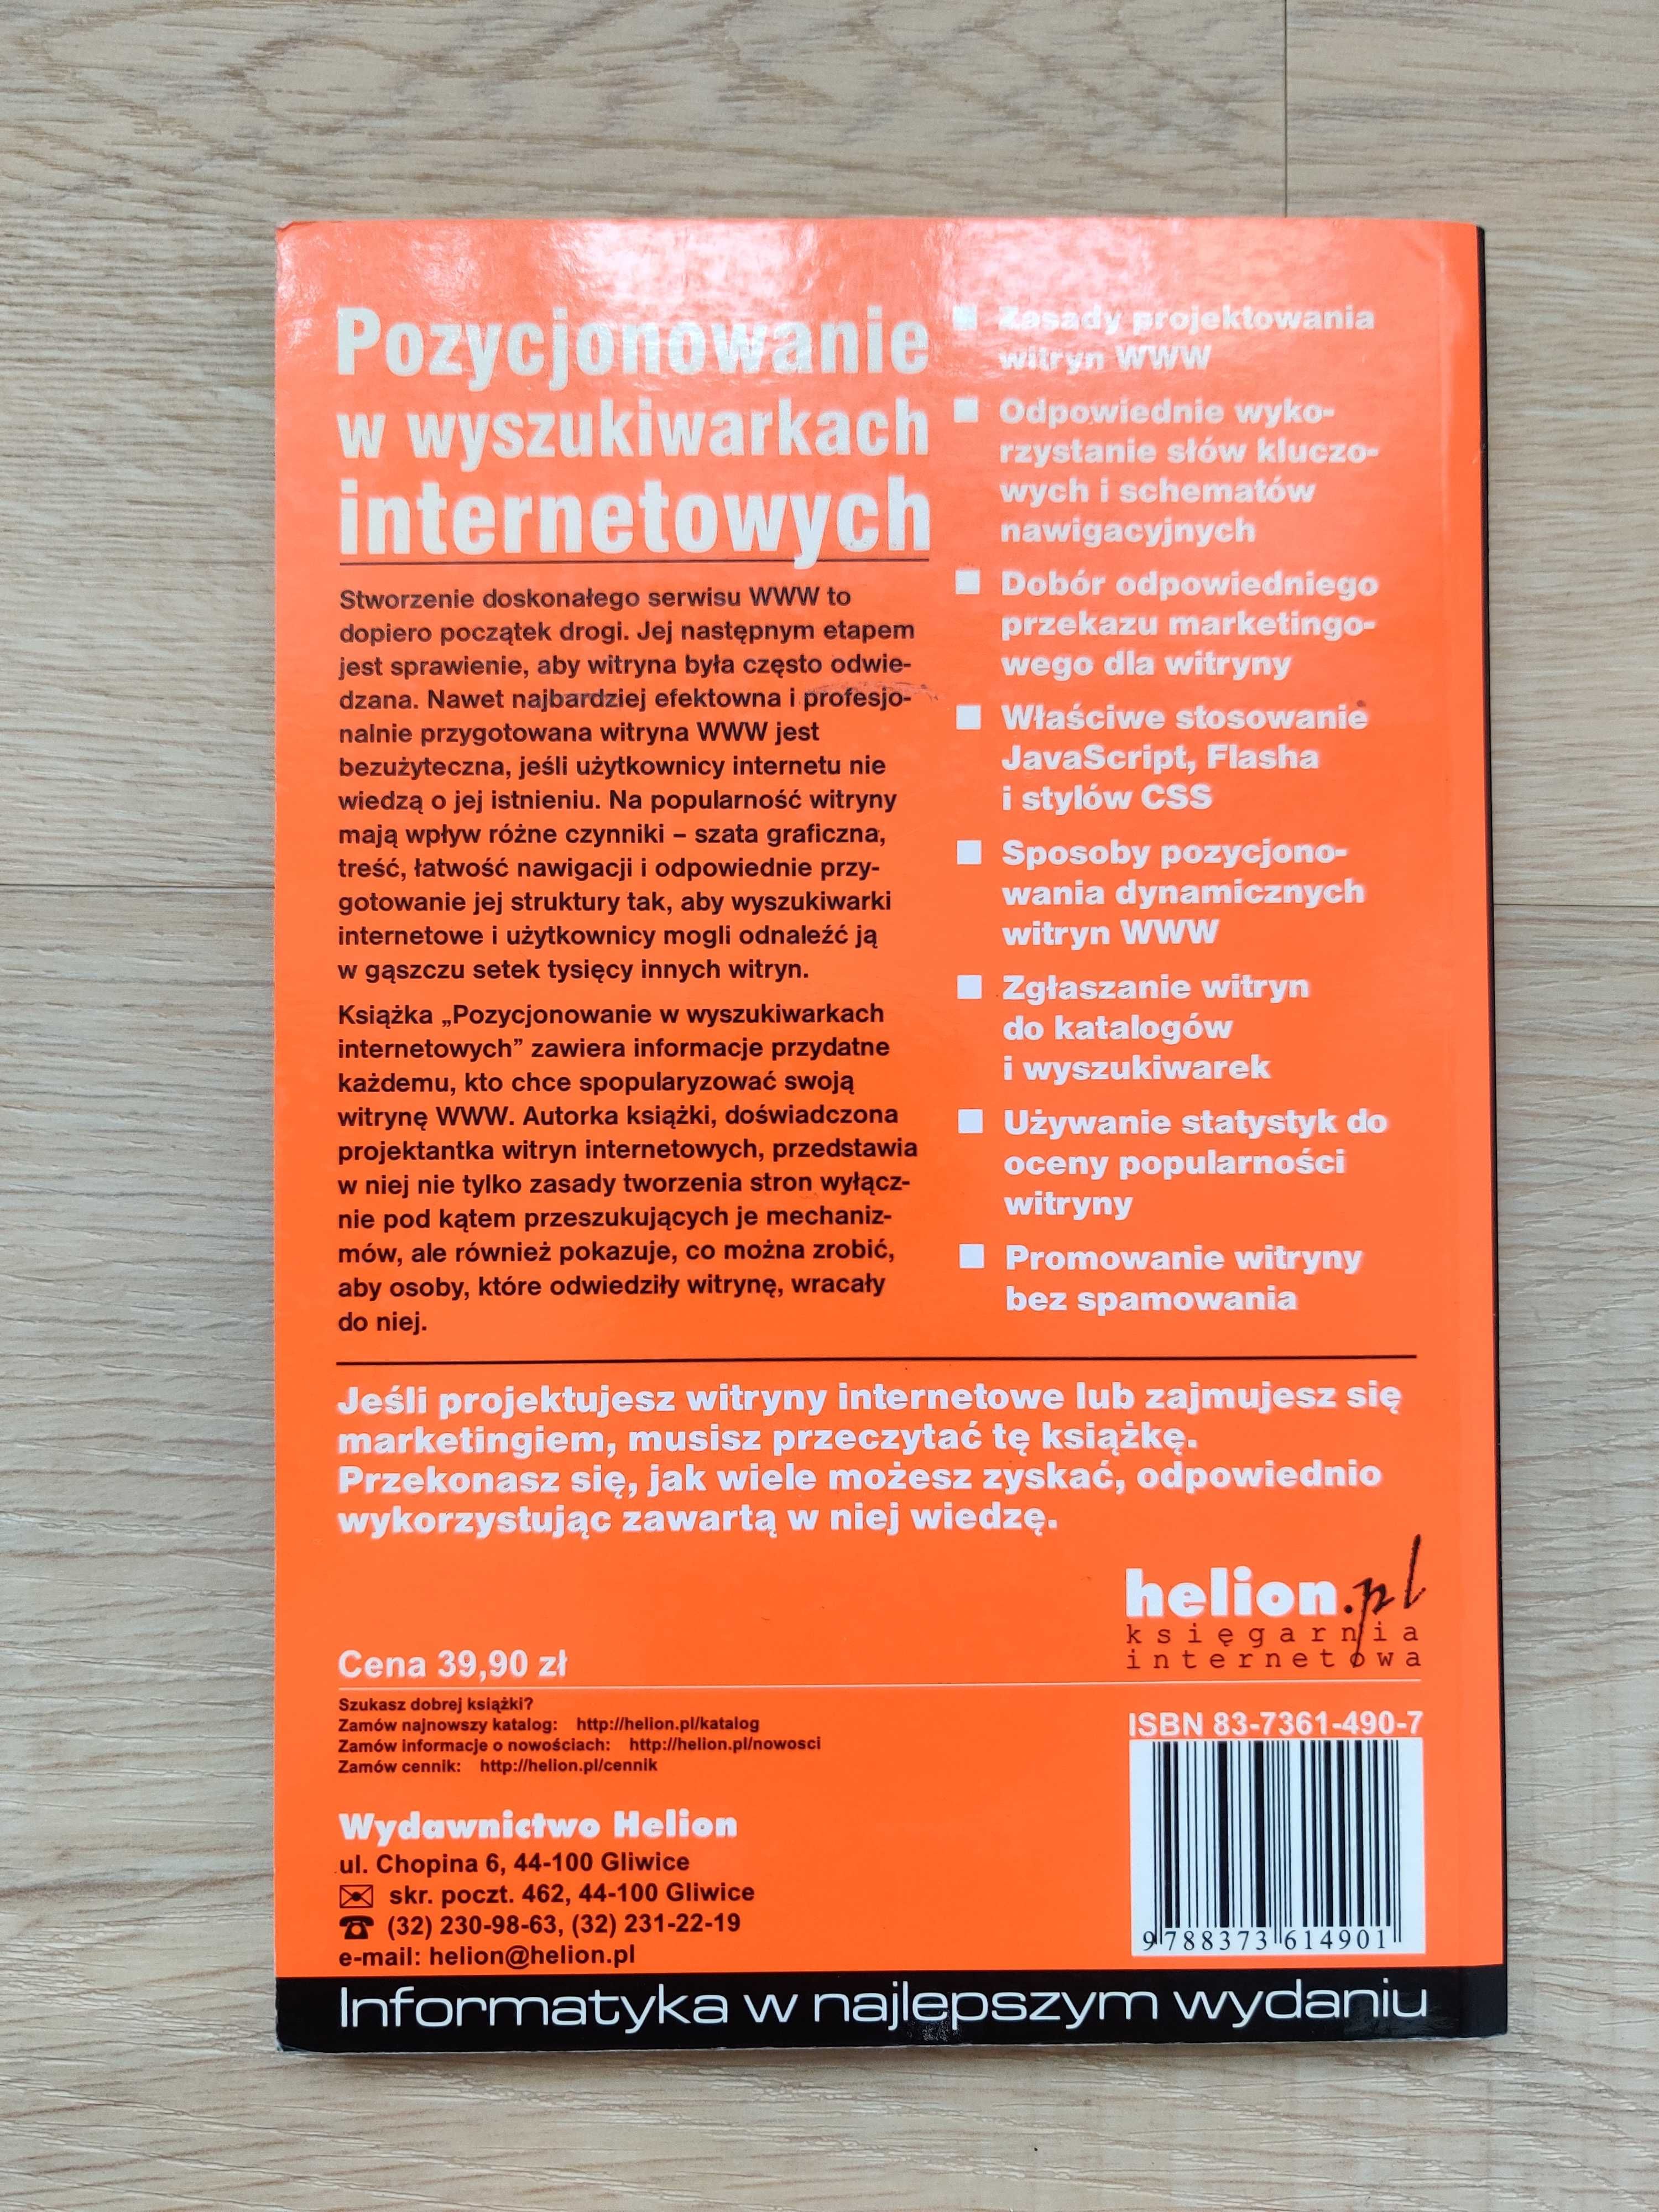 Pozycjonowanie
w wyszukiwarkach
internetowych
Stworzenie doskonałego serwisu WWW to
dopiero początek drogi. Jej następnym etapem
jest sprawienie, aby witryna była często odwie-
dzana. Nawet najbardziej efektowna i profesjo-
nalnie przygotowana witryna WWW jest
bezużyteczna, jeśli użytkownicy internetu nie
wiedzą o jej istnieniu. Na popularność witryny
mają wpływ różne czynniki – szata graficzna,
treść, łatwość nawigacji i odpowiednie przy-
gotowanie jej struktury tak, aby wyszukiwarki
internetowe i użytkownicy mogli odnaleźć ją
w gąszczu setek tysięcy innych witryn.
Książka „Pozycjonowanie w wyszukiwarkach
internetowych” zawiera informacje przydatne
każdemu, kto chce spopularyzować swoją
witrynę WWW. Autorka książki, doświadczona
projektantka witryn internetowych, przedstawia
w niej nie tylko zasady tworzenia stron wyłącz-
nie pod kątem przeszukujących je mechaniz-
mów, ale również pokazuje, co można zrobić,
aby osoby, które odwiedziły witrynę, wracały
do niej.
Zasady projektowania
witryn WWW
Odpowiednie wyko-
rzystanie słów kluczo-
wych i schematów
nawigacyjnych
Dobór odpowiedniego
przekazu marketingo-
wego dla witryny
Właściwe stosowanie
JavaScript, Flasha
i stylów CSS
Sposoby pozycjono-
wania dynamicznych
witryn WWW
Zgłaszanie witryn
do katalogów
i wyszukiwarek
Używanie statystyk do
oceny popularności
witryny
Promowanie witryny
bez spamowania
Jeśli projektujesz witryny internetowe lub zajmujesz się
marketingiem, musisz przeczytać tę książkę.
Przekonasz się, jak wiele możesz zyskać, odpowiednio
wykorzystując zawartą w niej wiedzę.
helion.pl
księgarnia
internetowa
Cena 39,90 zł
Szukasz dobrej książki?
Zamów najnowszy katalog: http://helion.pl/katalog
Zamów informacje o nowościach: http://helion.pl/nowosci
Zamów cennik: http://helion.pl/cennik
Wydawnictwo Helion
ul. Chopina 6, 44-100 Gliwice
skr. poczt. 462, 44-100 Gliwice
(32) 230-98-63, (32) 231-22-19
e-mail: helion@helion.pl
ISBN 83-7361-490-7
9 788373 614901
Informatyka w najlepszym wydaniu